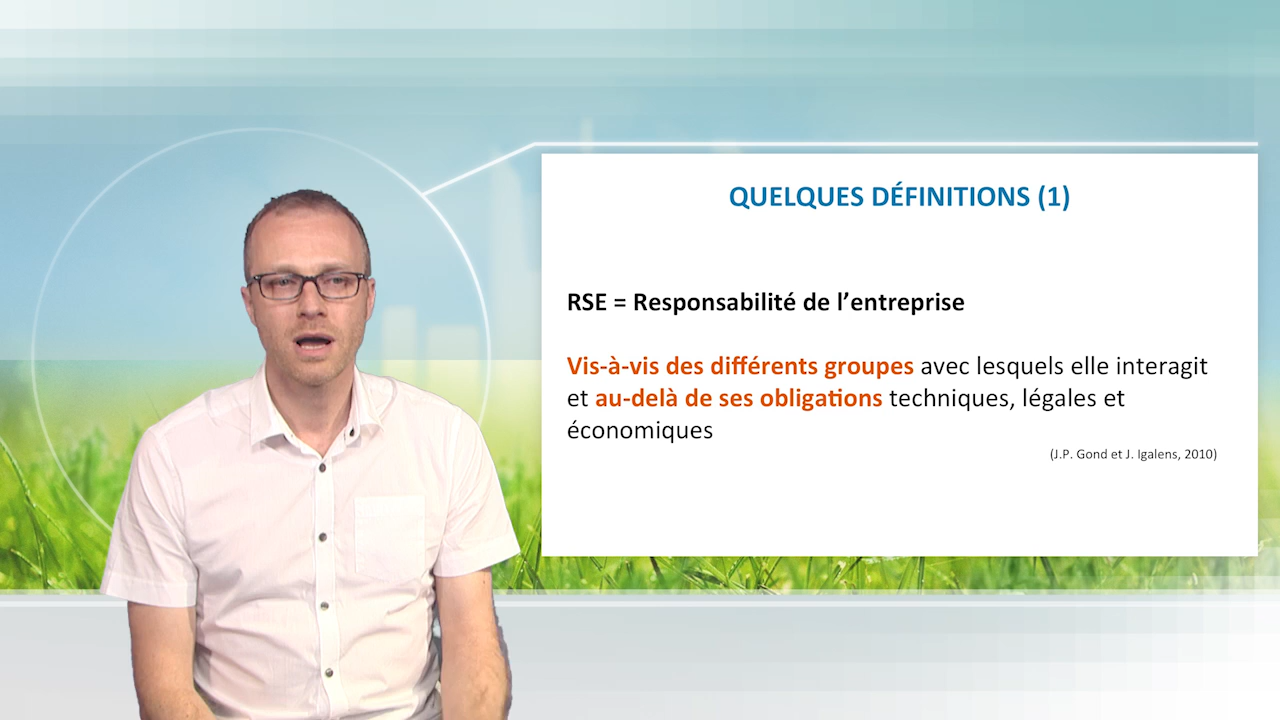 QUELQUES DÉFINITIONS (1)
RSE = Responsabilité de l’entreprise
Vis-à-vis des différents groupes avec lesquels elle interagit
et au-delà de ses obligations techniques, légales et
économiques
(J.P. Gond et J. Igalens, 2010)